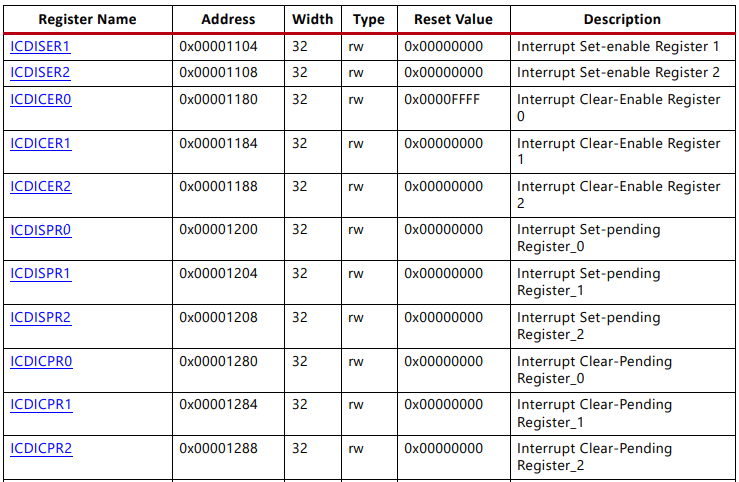 Register Name Address Width Type Reset Value Description
ICDISER1 0x00001104 32 rw 0x00000000 Interrupt Set-enable Register 1
ICDISER2 0x00001108 32 rw 0x00000000 Interrupt Set-enable Register 2
ICDICER0 0x00001180 32 rw 0x0000FFFF Interrupt Clear-Enable Register
0
ICDICER1 0x00001184 32 rw 0x00000000 Interrupt Clear-Enable Register
1
ICDICER2 0x00001188 32 rw 0x00000000 Interrupt Clear-Enable Register
2
ICDISPR0 0x00001200 32 rw 0x00000000 Interrupt Set-pending
Register_0
ICDISPR1 0x00001204 32 rw 0x00000000 Interrupt Set-pending
Register_1
ICDISPR2 0x00001208 32 rw 0x00000000 Interrupt Set-pending
Register_2
ICDICPR0 0x00001280 32 rw 0x00000000 Interrupt Clear-Pending
Register_0
ICDICPR1 0x00001284 32 rw 0x00000000 Interrupt Clear-Pending
Register_1
ICDICPR2 0x00001288 32 rw 0x00000000 Interrupt Clear-Pending
Register_2